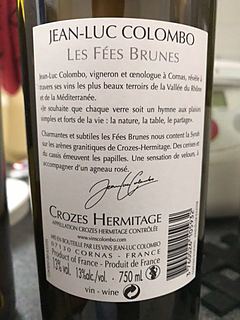 JEAN-LUC COLOMBO
LES FÉES BRUNES
Jean-Luc Colombo, vigneron et œnologue à Cornas, révèle à
travers ses vins les plus beaux terroirs de la Vallée du Rhône
et de la Méditerranée.
«Je souhaite que chaque verre soit un hymne aux plaisirs
simples et forts de la vie : la nature, la table, le partage».
Charmantes et subtiles les Fées Brunes nous content la Syrah
sur les arènes granitiques de Crozes-Hermitage. Des cerises et
du cassis émeuvent les papilles. Une sensation de velours, à
accompagner d'un agneau rosé.
CROZES HERMITAGE
APPELLATION CROZES HERMITAGE CONTRÔLÉE
www.vinscolombo.com
MIS EN BOUTEILLE PAR LES VINS JEAN-LUC COLOMBO
07130 CORNAS - FRANCE
Product of France - Produit de France
13% vol. 13%alc./vol. - 750 ml
vin - wine